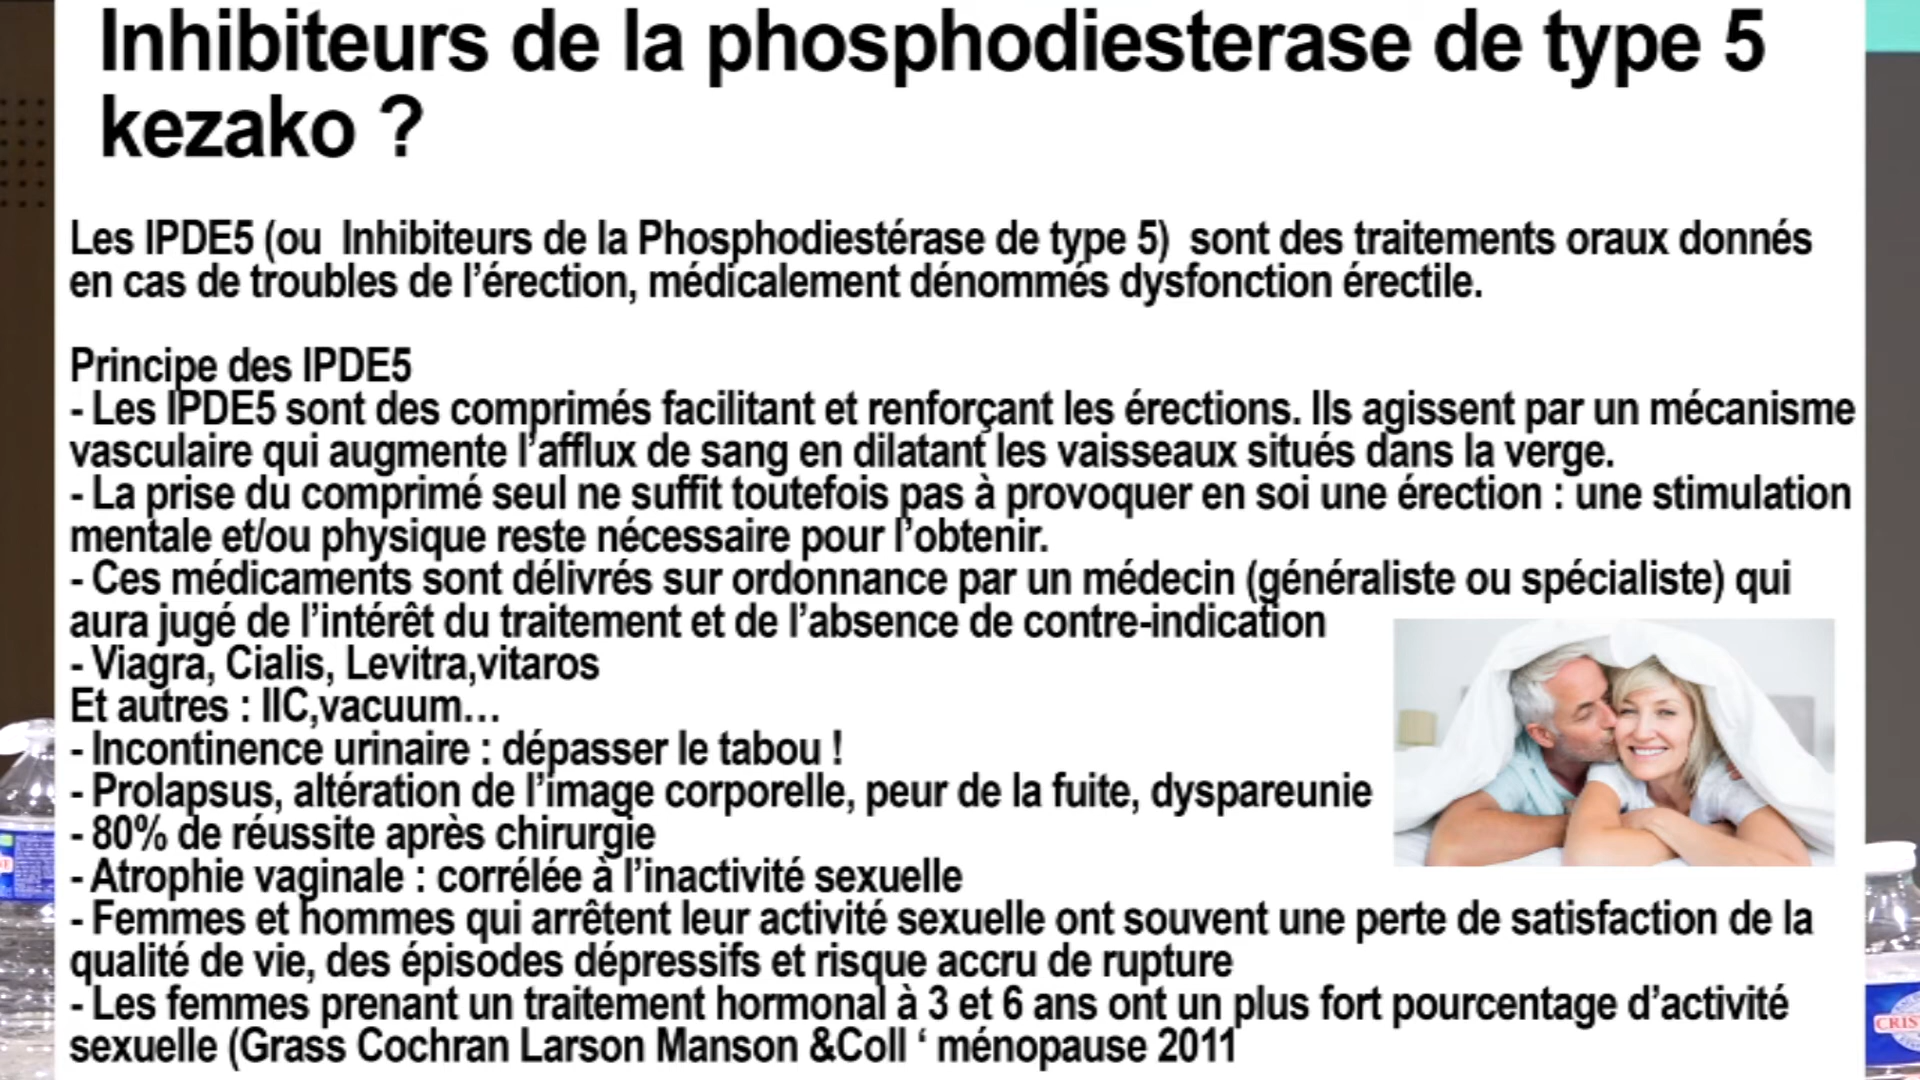 Inhibiteurs de la phosphodiesterase de type 5
kezako ?
Les IPDE5 (ou  Inhibiteurs de la Phosphodiestérase de type 5)  sont des traitements oraux donnés
en cas de troubles de l’érection, médicalement dénommés dysfonction érectile.
Principe des IPDE5
- Les IPDE5 sont des comprimés facilitant et renforçant les érections. Ils agissent par un mécanisme
vasculaire qui augmente l’afflux de sang en dilatant les vaisseaux situés dans la verge.
- La prise du comprimé seul ne suffit toutefois pas à provoquer en soi une érection : une stimulation
mentale et/ou physique reste nécessaire pour l’obtenir.
- Ces médicaments sont délivrés sur ordonnance par un médecin (généraliste ou spécialiste) qui
aura jugé de l’intérêt du traitement et de l’absence de contre-indication
- Viagra, Cialis, Levitra,vitaros
Et autres : IIC,vacuum…
- Incontinence urinaire : dépasser le tabou !
- Prolapsus, altération de l’image corporelle, peur de la fuite, dyspareunie
- 80% de réussite après chirurgie
- Atrophie vaginale : corrélée à l’inactivité sexuelle
- Femmes et hommes qui arrêtent leur activité sexuelle ont souvent une perte de satisfaction de la
qualité de vie, des épisodes dépressifs et risque accru de rupture
- Les femmes prenant un traitement hormonal à 3 et 6 ans ont un plus fort pourcentage d’activité
sexuelle (Grass Cochran Larson Manson &Coll ‘ ménopause 2011
CRIS